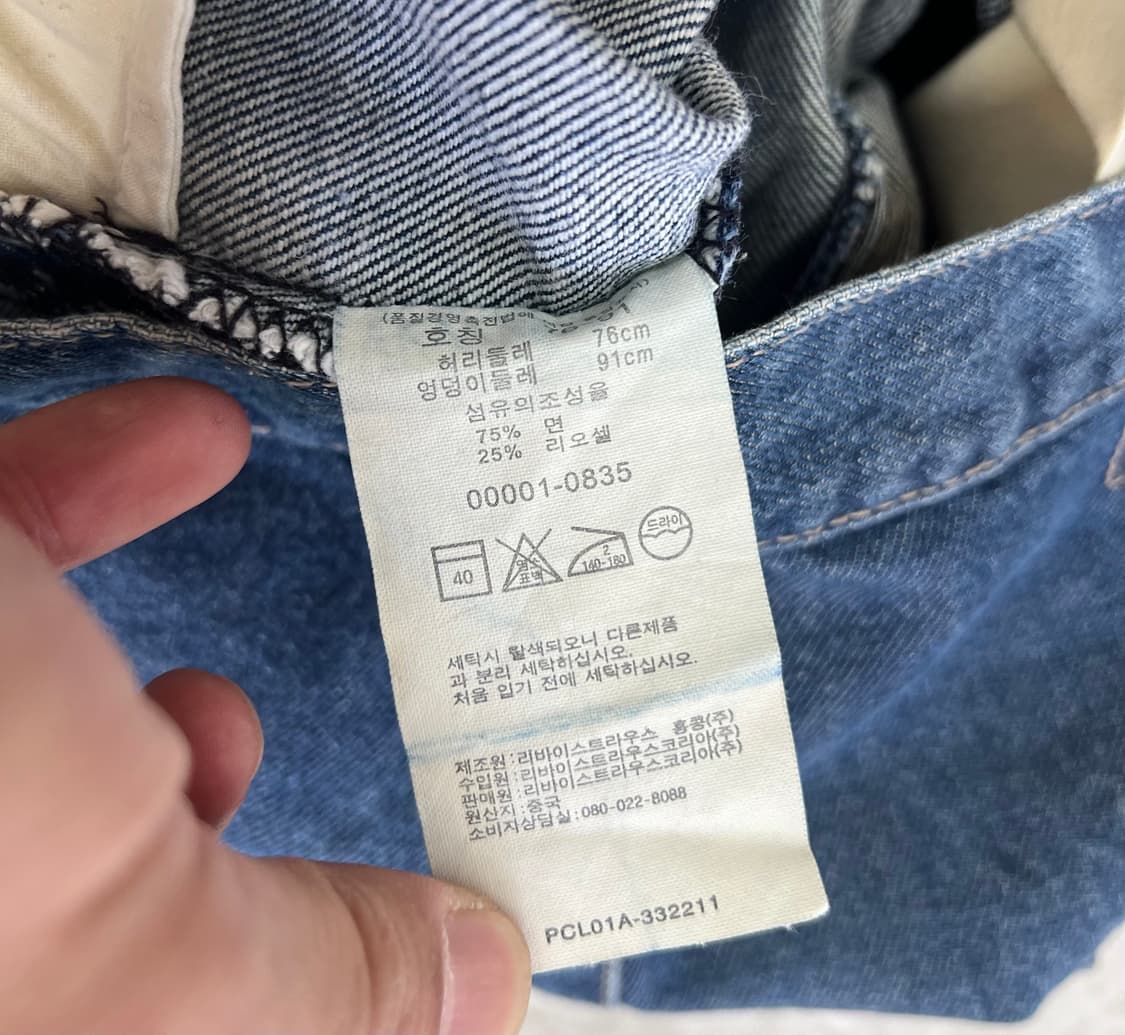 (품질경영촉진법에
호칭
허리둘레 76cm
엉덩이둘레 91cm
섬유의조성율
75% 면
25% 리오셀
00001-0835
40
염소
표백
2
140-160
드라이
세탁시 탈색되오니 다른제품
과 분리 세탁하십시오.
처음 입기 전에 세탁하십시오.
제조원:리바이스트라우스 홍콩(주)
수입원:리바이스트라우스코리아(주)
판매원:리바이스트라우스코리아(주)
원산지:중국
소비자상담실:080-022-8088
PCL01A-332211